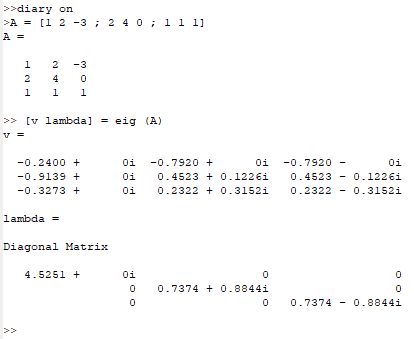 >>diary on
>A = [1 2 -3 ; 2 4 0 ; 1 1 1]
A =
1 2 -3
2 4 0
1 1 1
>> [v lambda] = eig (A)
v =
-0.2400 + 0i -0.7920 + 0i -0.7920 - 0i
-0.9139 + 0i 0.4523 + 0.1226i 0.4523 - 0.1226i
-0.3273 + 0i 0.2322 + 0.3152i 0.2322 - 0.3152i
lambda =
Diagonal Matrix
4.5251 + 0i 0 0
0 0.7374 + 0.8844i 0
0 0 0.7374 - 0.8844i
>>